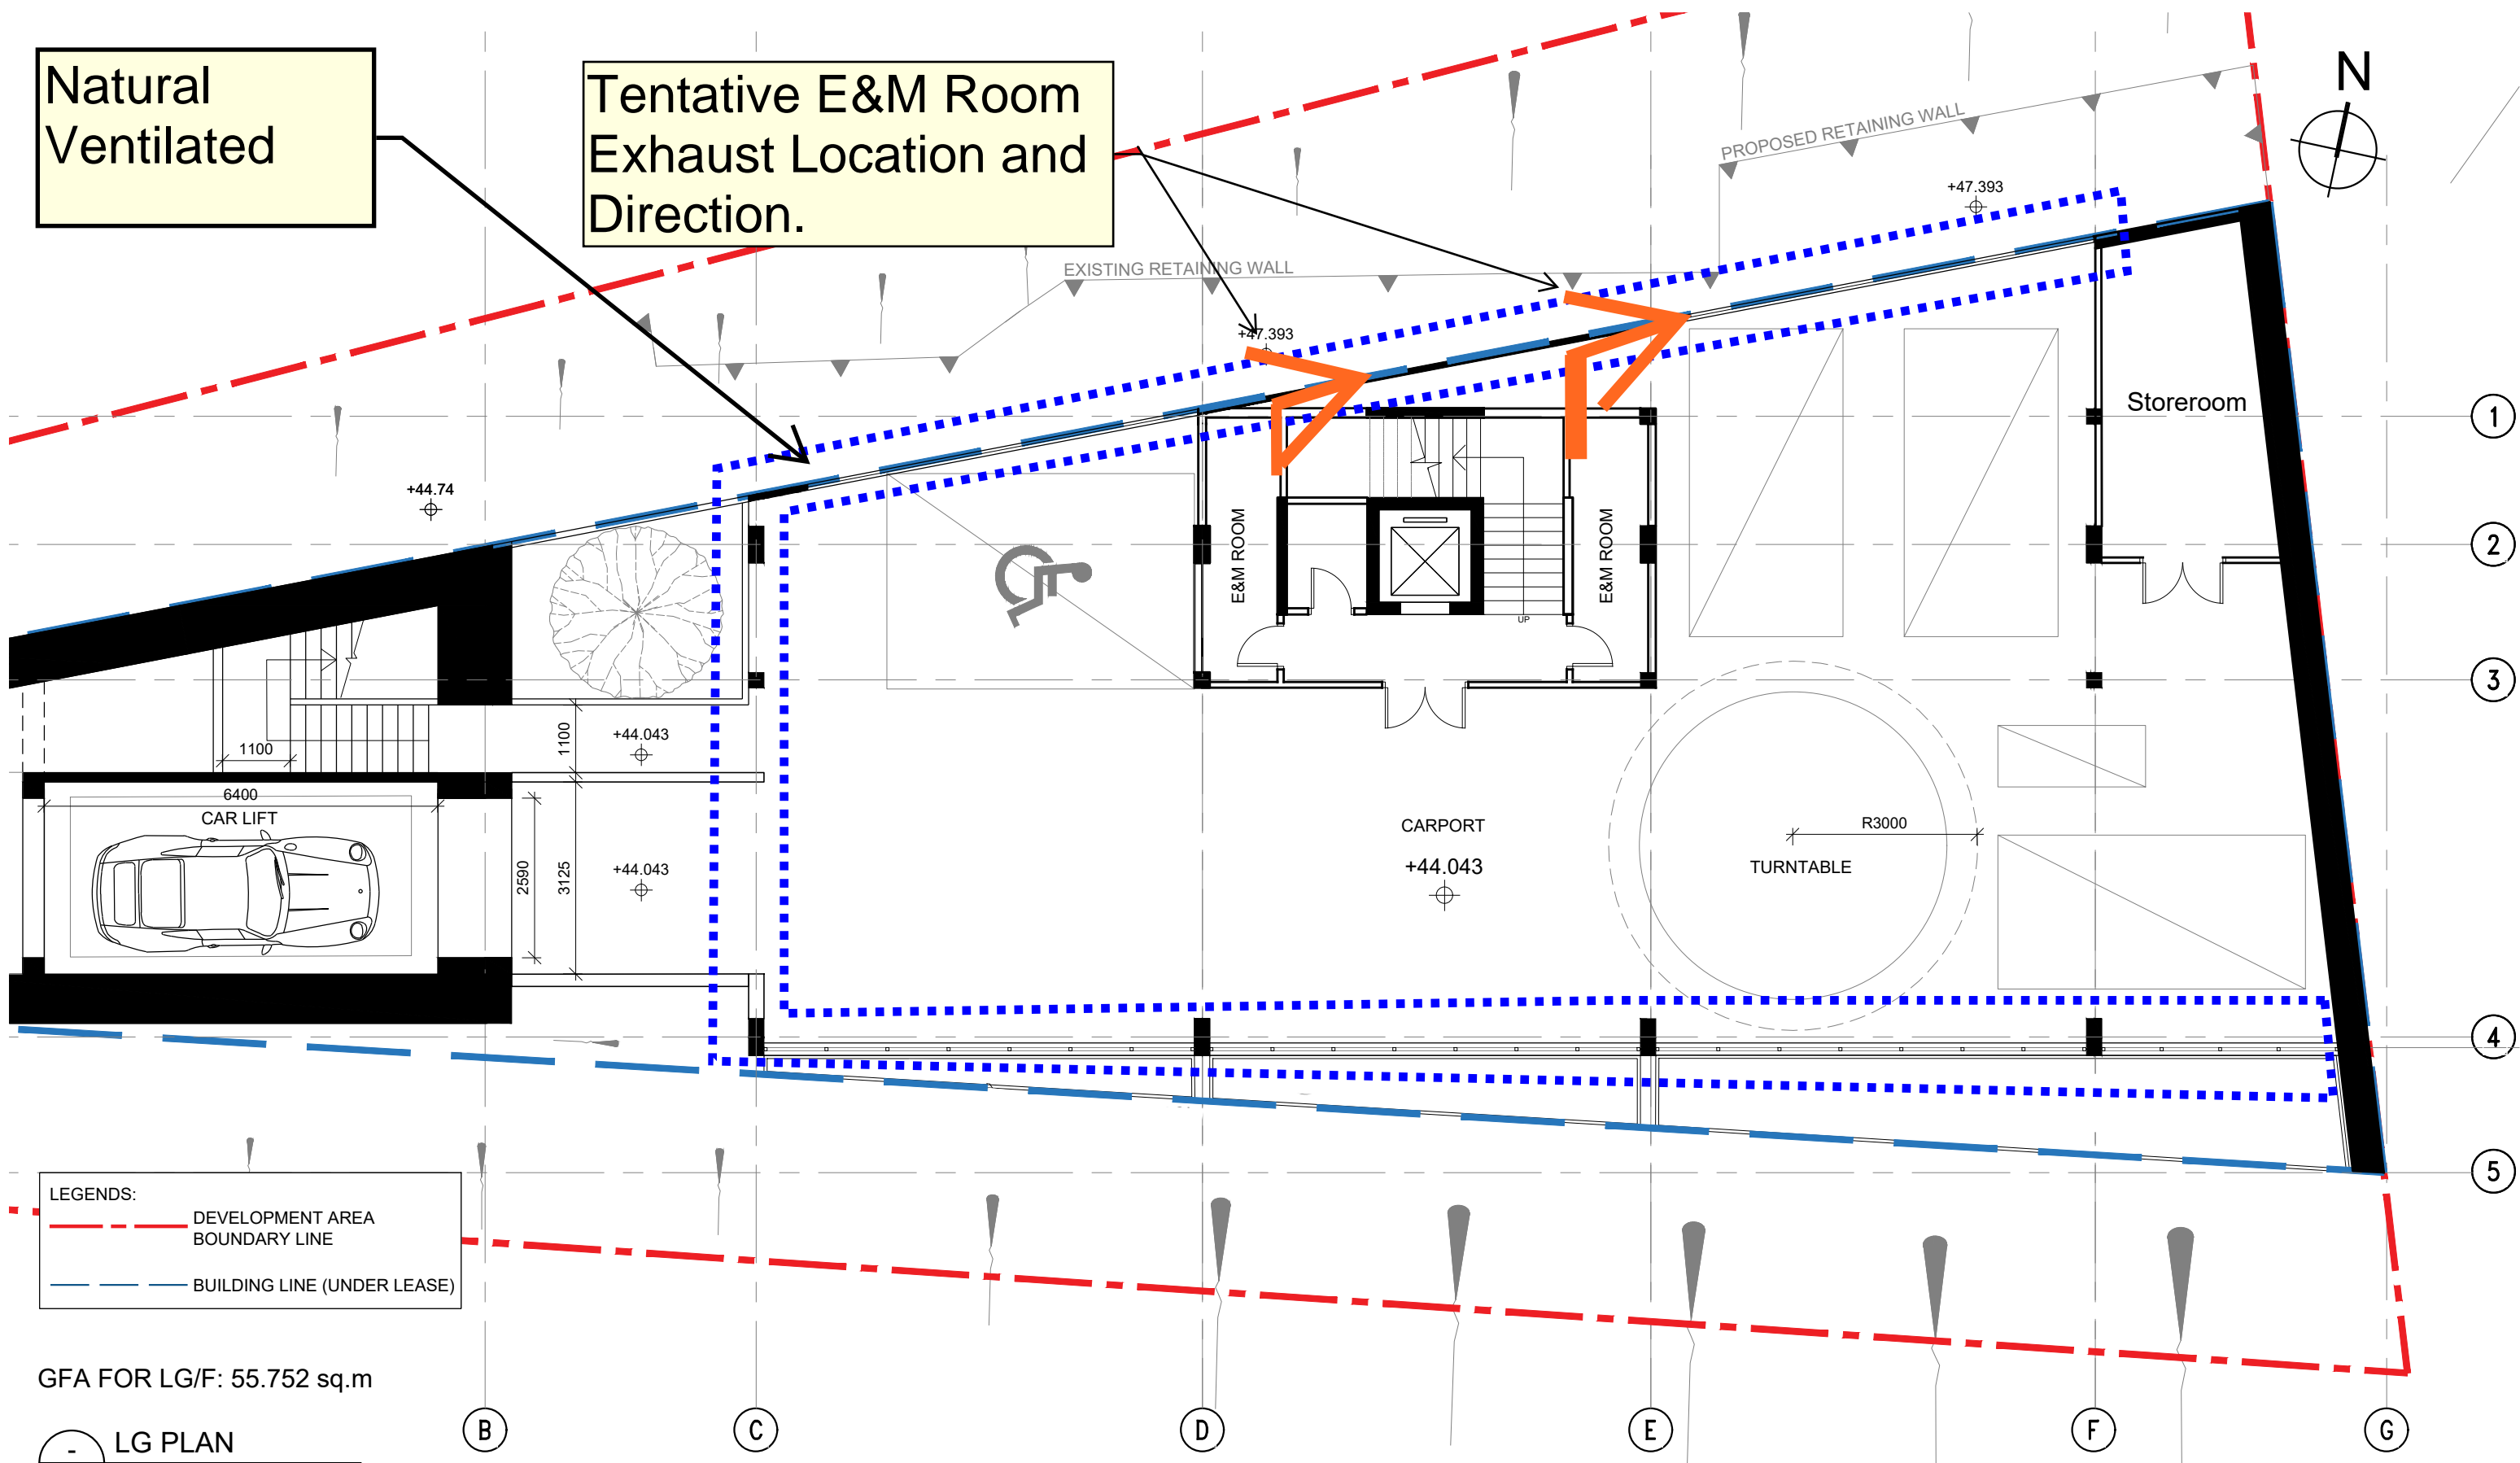 Natural
Ventilated
Tentative E&M Room
Exhaust Location and
Direction.
N
PROPOSED RETAINING WALL
+47.393
EXISTING RETAINING WALL
+47.393
Storeroom
1
+44.74
E&M ROOM
E&M ROOM
2
UP
3
1100
1100
+44.043
6400
CAR LIFT
2590
3125
+44.043
CARPORT
+44.043
R3000
TURNTABLE
4
5
LEGENDS:
DEVELOPMENT AREA
BOUNDARY LINE
BUILDING LINE (UNDER LEASE)
GFA FOR LG/F: 55.752 sq.m
B
C
D
E
F
G
-
LG PLAN